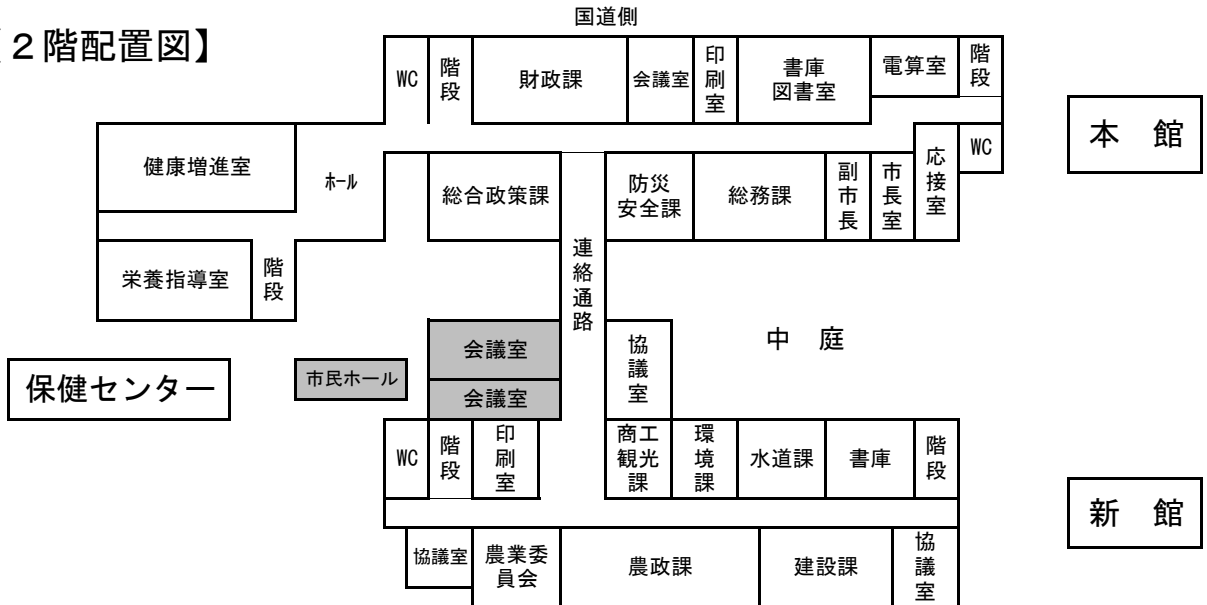 国道側
２階配置図】
WC
階段
財政課
会議室
印刷室
書庫
図書室
電算室
階段
本　館
健康増進室
ﾎｰﾙ
総合政策課
防災
安全課
総務課
副市長
市長室
応接室
WC
栄養指導室
階段
連絡通路
中　庭
会議室
協議室
保健センター
市民ホール
会議室
WC
階段
印刷室
商工
観光
課
環境課
水道課
書庫
階段
新　館
協議室
農業委
員会
農政課
建設課
協議室